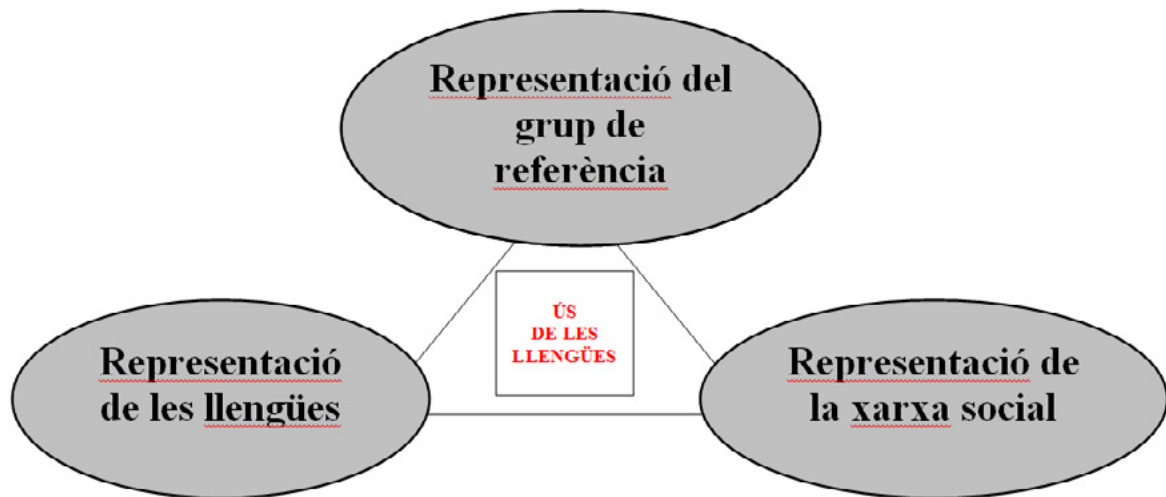 Representació del
grup de
referència
ÚS
DE LES
LLENGÜES
Representació
de les llengües
Representació de
la xarxa social